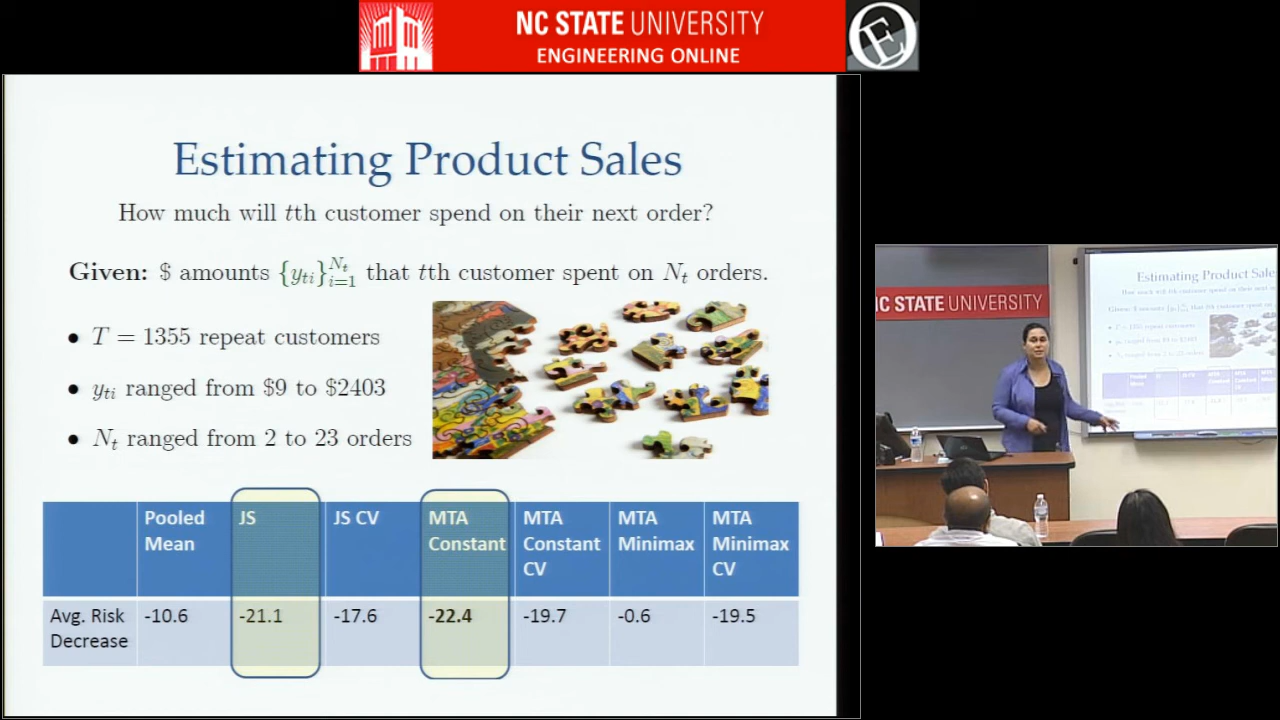 NC STATE UNIVERSITY
ENGINEERING ONLINE
Estimating Product Sales
How much will tth customer spend on their next order?
Given: $ amounts {y_{ti}}_{i=1}^{N_t} that tth customer spent on N_t orders.
• T = 1355 repeat customers
• y_{ti} ranged from $9 to $2403
• N_t ranged from 2 to 23 orders
Pooled Mean JS JS CV MTA Constant MTA Constant CV MTA Minimax MTA Minimax CV
Avg. Risk Decrease -10.6 -21.1 -17.6 -22.4 -19.7 -0.6 -19.5
NC STATE UNIVERSITY
Estimating Product Sale